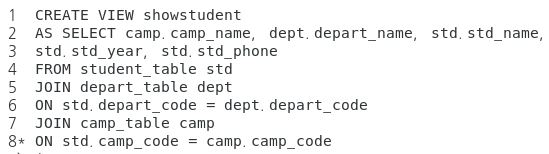 1 CREATE VIEW showstudent
2 AS SELECT camp.camp_name, dept.depart_name, std.std_name,
3 std.std_year, std.std_phone
4 FROM student_table std
5 JOIN depart_table dept
6 ON std.depart_code = dept.depart_code
7 JOIN camp_table camp
8* ON std.camp_code = camp.camp_code